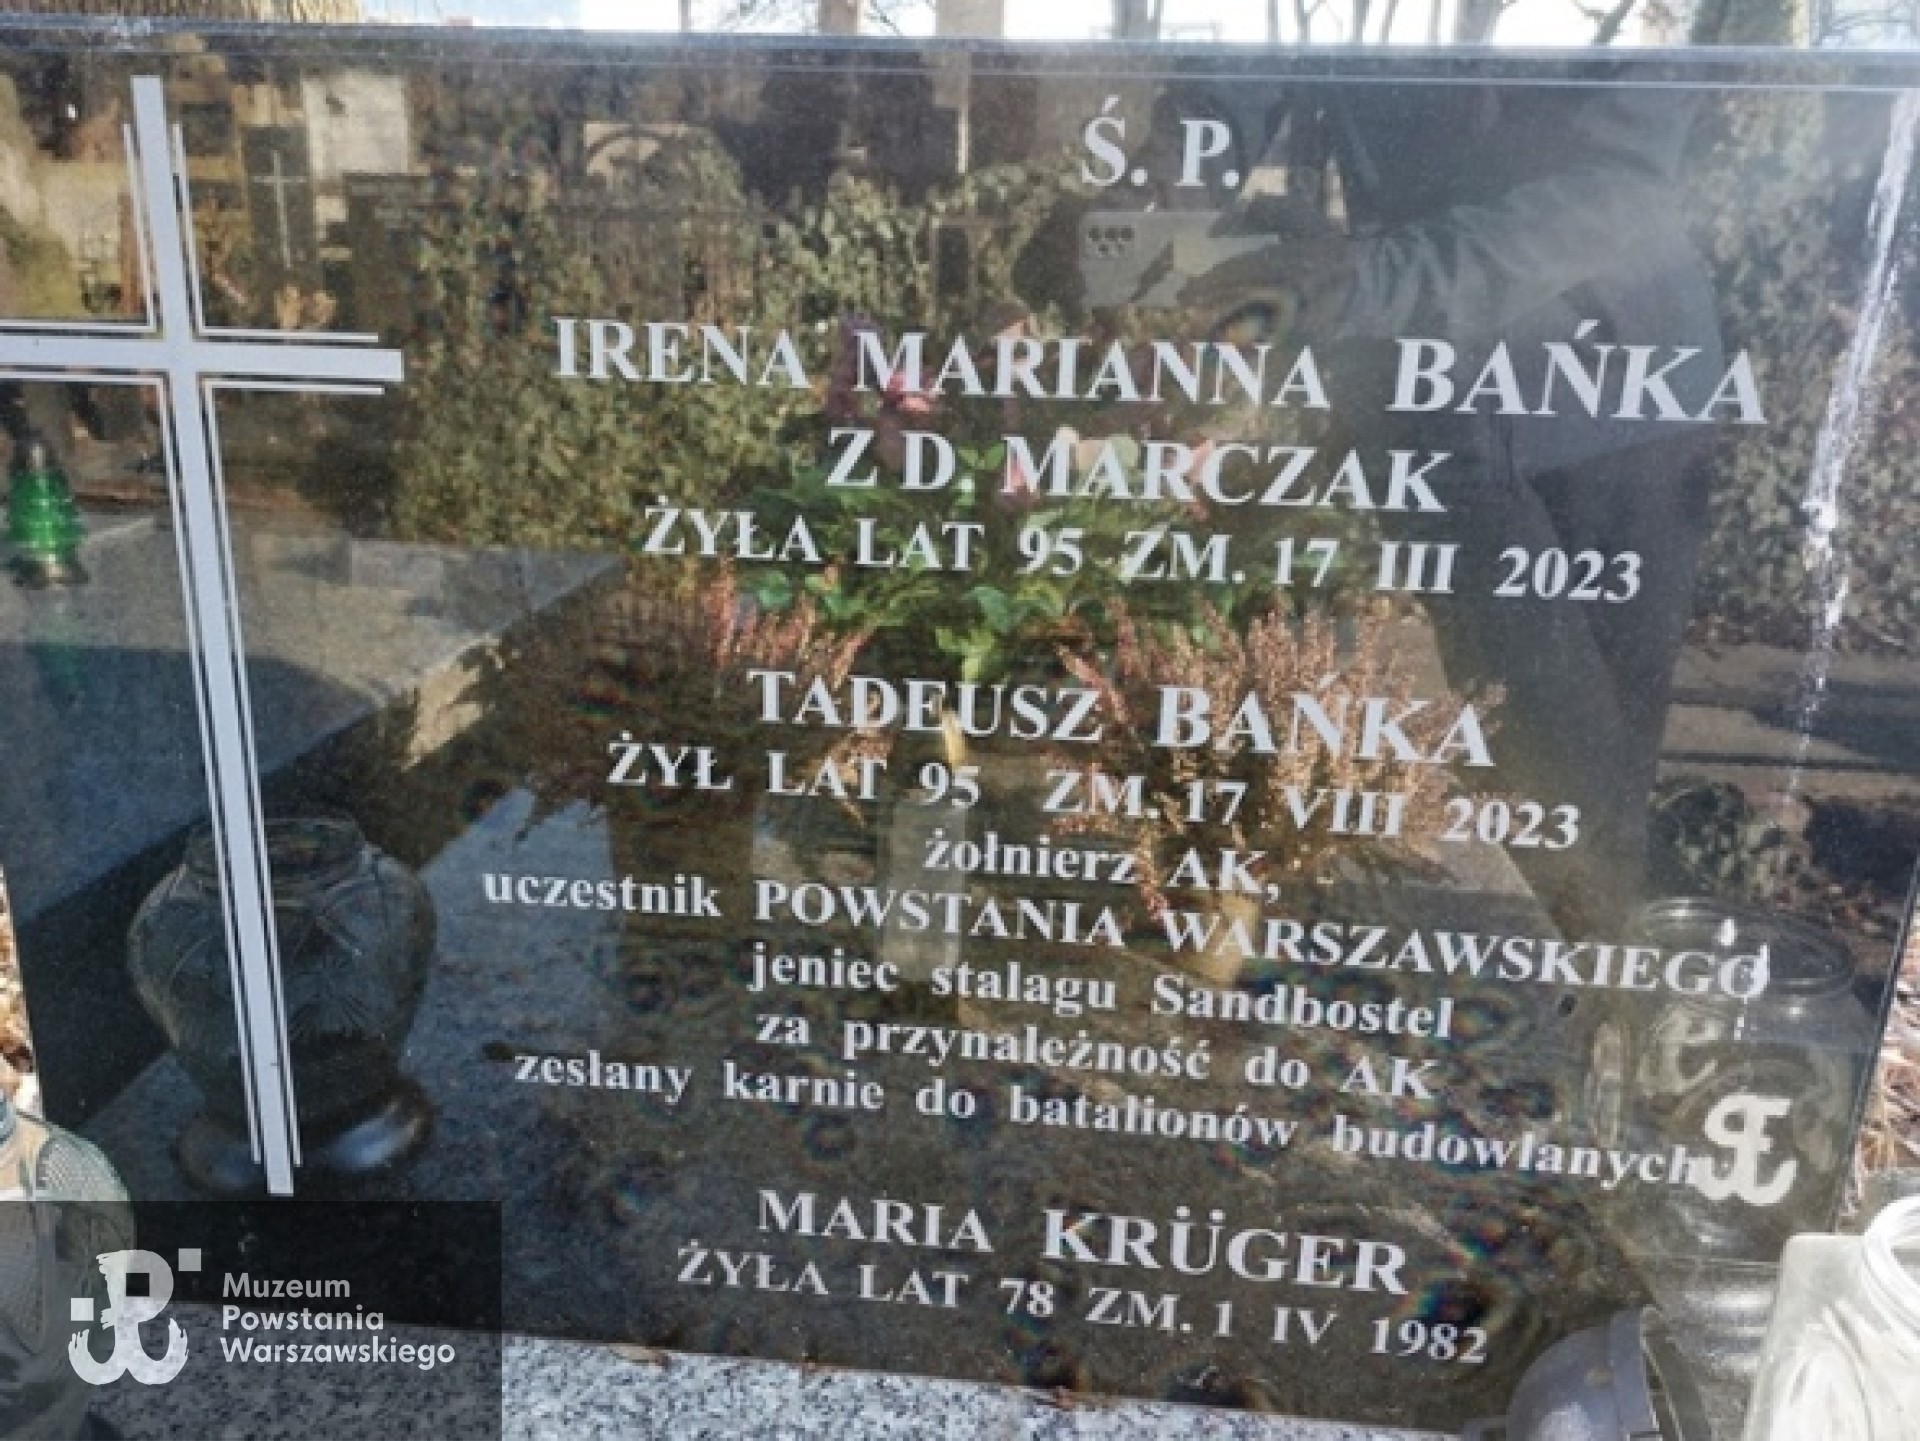 Ś. P.
IRENA MARIANNA BAŃKA
Z D. MARCZAK
ŻYŁA LAT 95 ZM. 17 III 2023
TADEUSZ BAŃKA
ŻYŁ LAT 95 ZM. 17 VIII 2023
żołnierz AK,
uczestnik POWSTANIA WARSZAWSKIEGO
jeniec stalagu Sandbostel
za przynależność do AK
zesłany karnie do batalionów budowlanych
MARIA KRÜGER
ŻYŁA LAT 78 ZM. 1 IV 1982
Muzeum
Powstania
Warszawskiego